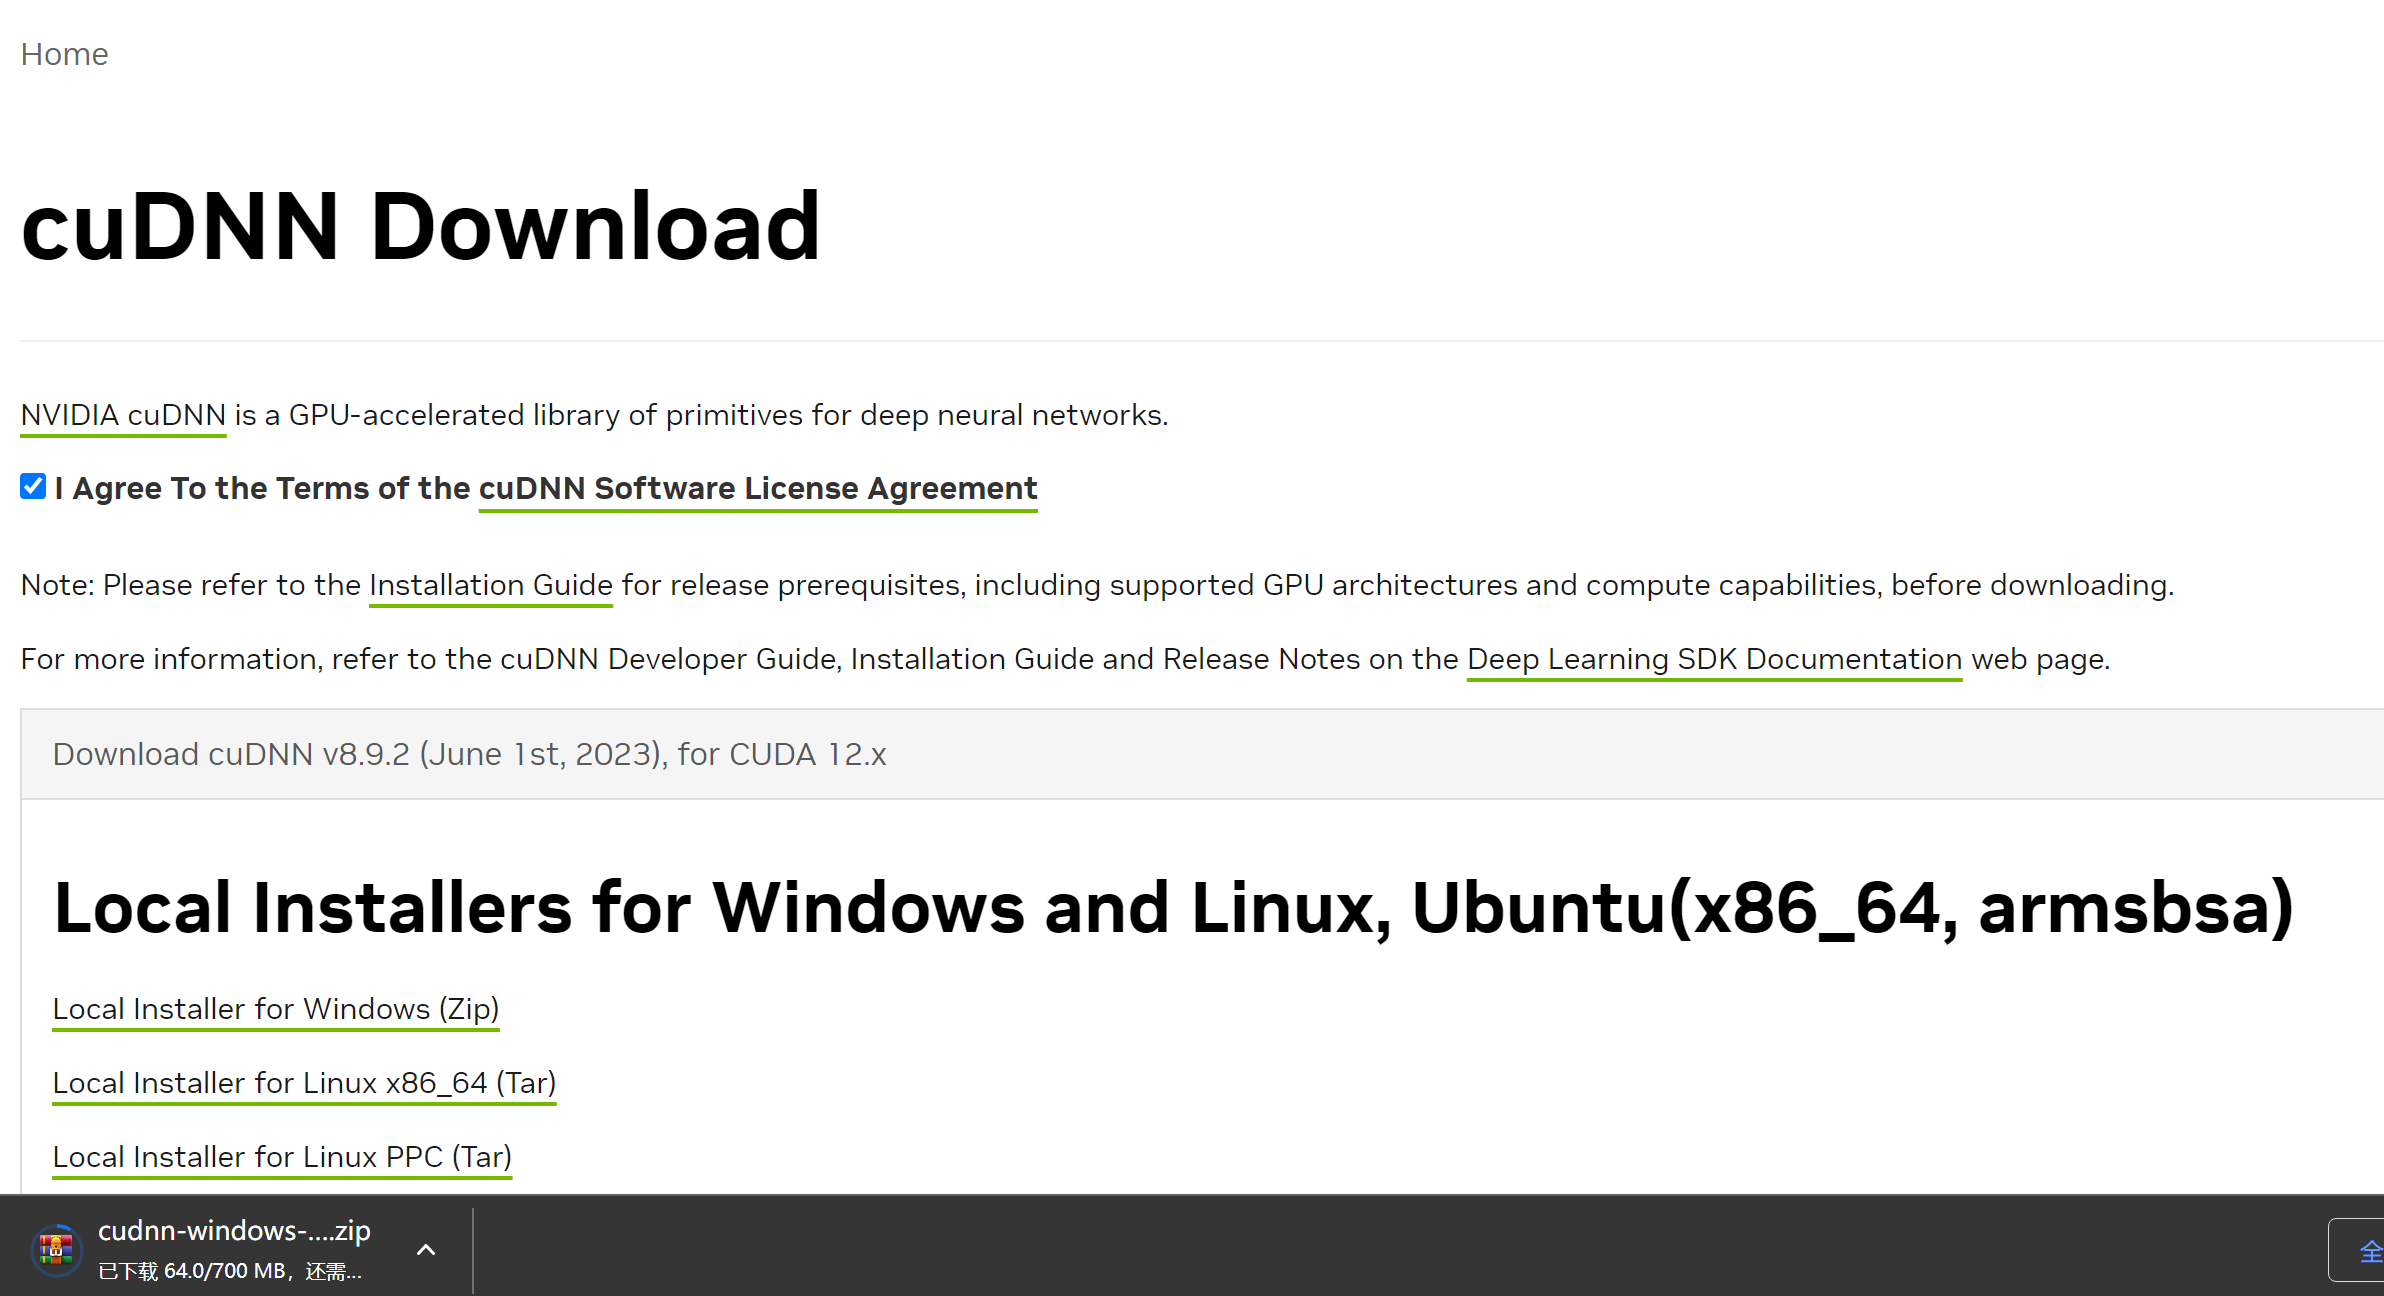 Home
cuDNN Download
NVIDIA cuDNN is a GPU-accelerated library of primitives for deep neural networks.
I Agree To the Terms of the cuDNN Software License Agreement
Note: Please refer to the Installation Guide for release prerequisites, including supported GPU architectures and compute capabilities, before downloading.
For more information, refer to the cuDNN Developer Guide, Installation Guide and Release Notes on the Deep Learning SDK Documentation web page.
Download cuDNN v8.9.2 (June 1st, 2023), for CUDA 12.x
Local Installers for Windows and Linux, Ubuntu(x86_64, armsbsa)
Local Installer for Windows (Zip)
Local Installer for Linux x86_64 (Tar)
Local Installer for Linux PPC (Tar)
cudnn-windows-....zip
已下载 64.0/700 MB，还需...
全